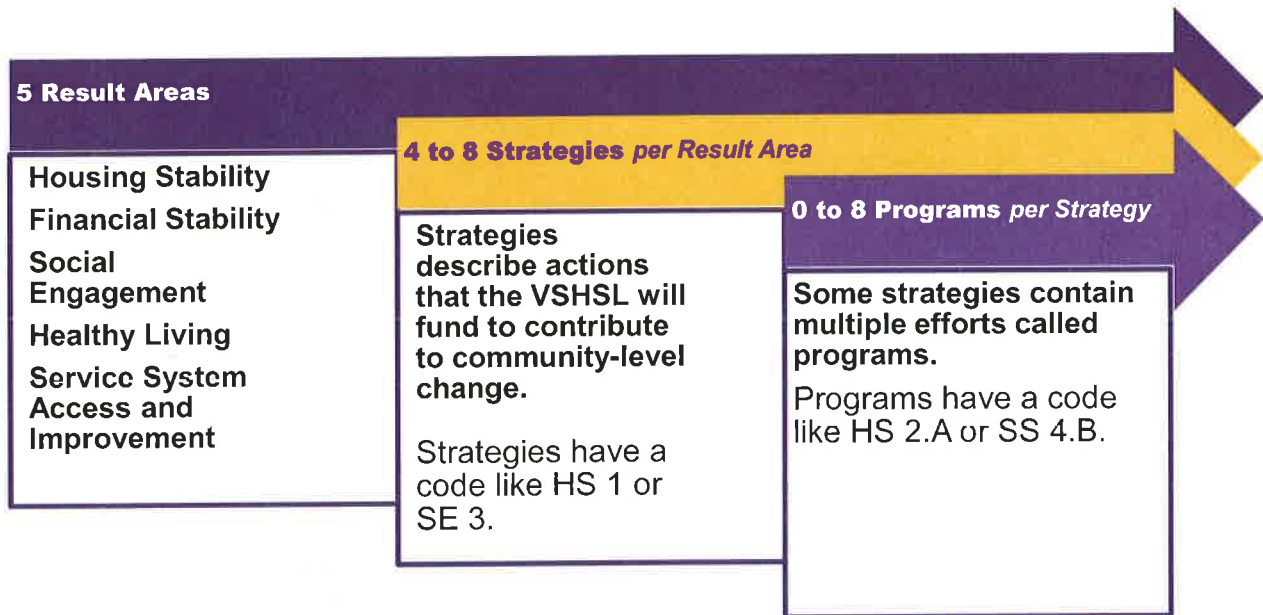 5 Result Areas
Housing Stability
Financial Stability
Social
Engagement
Healthy Living
Service System
Access and
Improvement
4 to 8 Strategies per Result Area
Strategies
describe actions
that the VSHSL will
fund to contribute
to community-level
change.
Strategies have a
code like HS 1 or
SE 3.
0 to 8 Programs per Strategy
Some strategies contain
multiple efforts called
programs.
Programs have a code
like HS 2.A or SS 4.B.